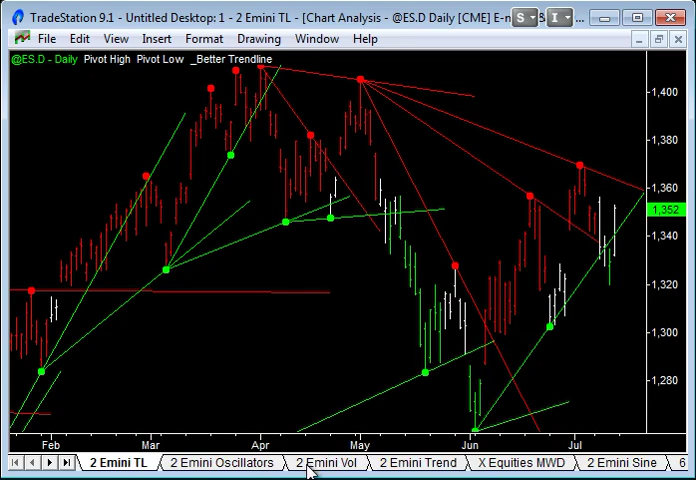 TradeStation 9.1 - Untitled Desktop: 1 - 2 Emini TL - [Chart Analysis - @ES.D Daily [CME] E-n
S
I
File Edit View Insert Format Drawing Window Help
@ES.D - Daily Pivot High Pivot Low _Better Trendline
1,400
1,380
1,360
1,352
1,340
1,320
1,300
1,280
Feb Mar Apr May Jun Jul
2 Emini TL 2 Emini Oscillators 2 Emini Vol 2 Emini Trend X Equities MWD 2 Emini Sine 6